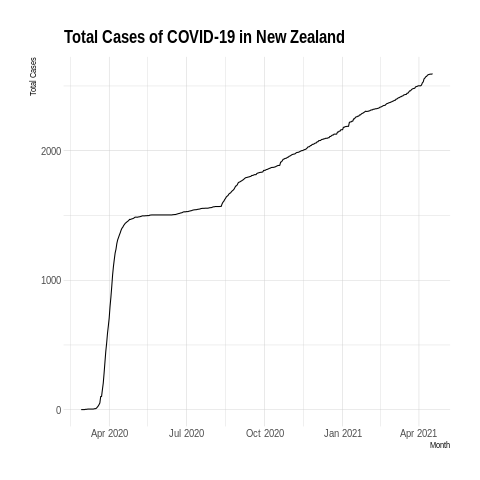 Total Cases of COVID-19 in New Zealand
Total Cases
2000
1000
0
Apr 2020 Jul 2020 Oct 2020 Jan 2021 Apr 2021
Month